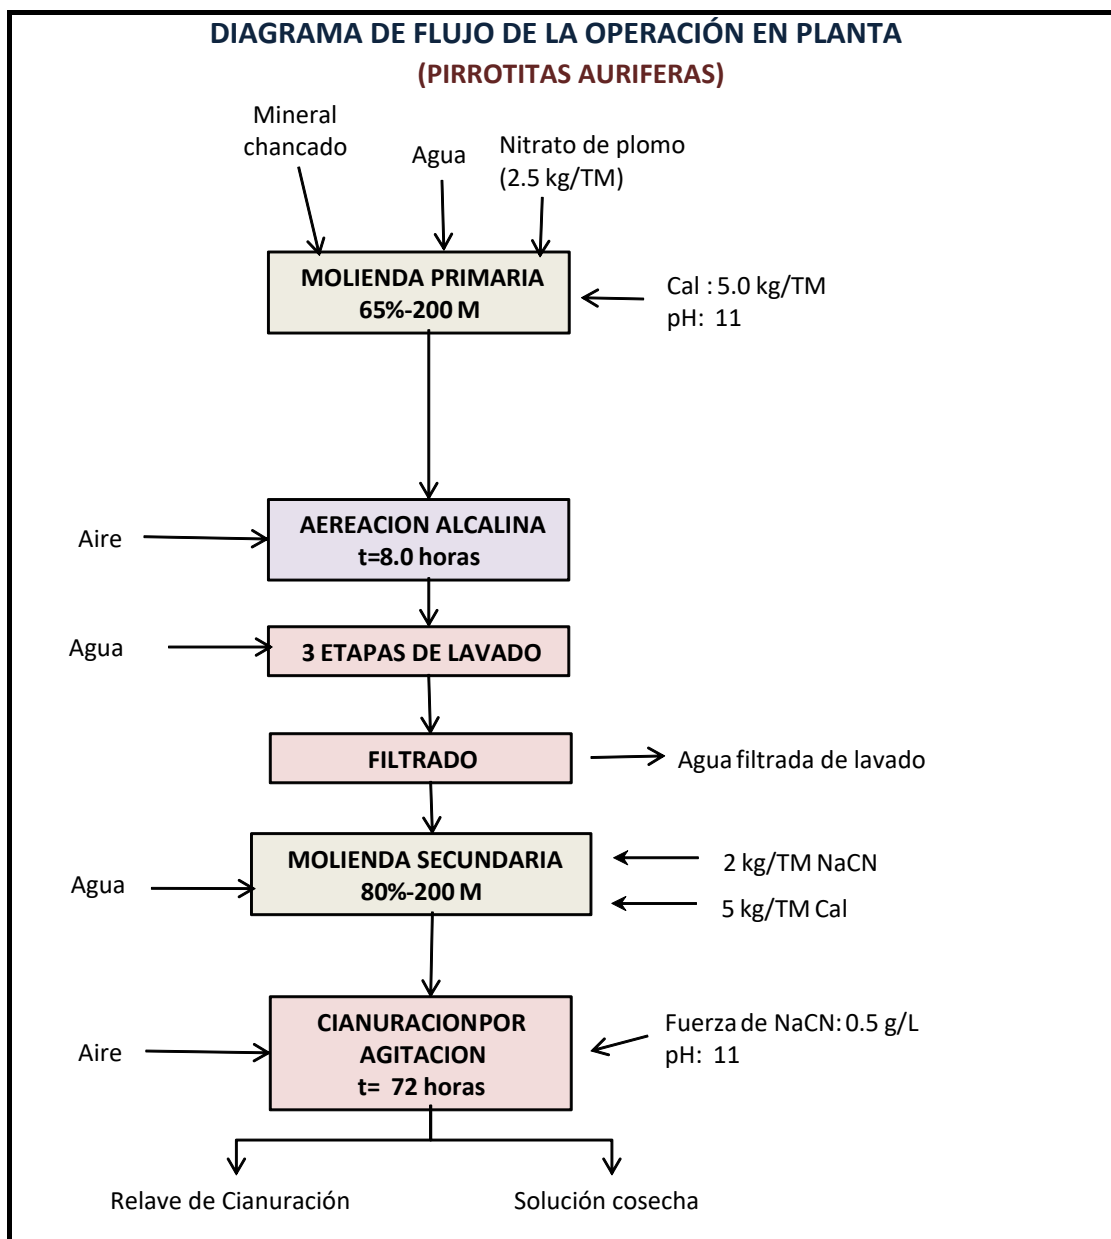 DIAGRAMA DE FLUJO DE LA OPERACIÓN EN PLANTA
(PIRROTITAS AURIFERAS)
Mineral
chancado
Agua
Nitrato de plomo
(2.5 kg/TM)
MOLIENDA PRIMARIA
65%-200 M
Cal : 5.0 kg/TM
pH: 11
Aire
AEREACION ALCALINA
t=8.0 horas
Agua
3 ETAPAS DE LAVADO
FILTRADO
Agua filtrada de lavado
Agua
MOLIENDA SECUNDARIA
80%-200 M
2 kg/TM NaCN
5 kg/TM Cal
Aire
CIANURACION POR
AGITACION
t= 72 horas
Fuerza de NaCN: 0.5 g/L
pH: 11
Relave de Cianuración
Solución cosecha